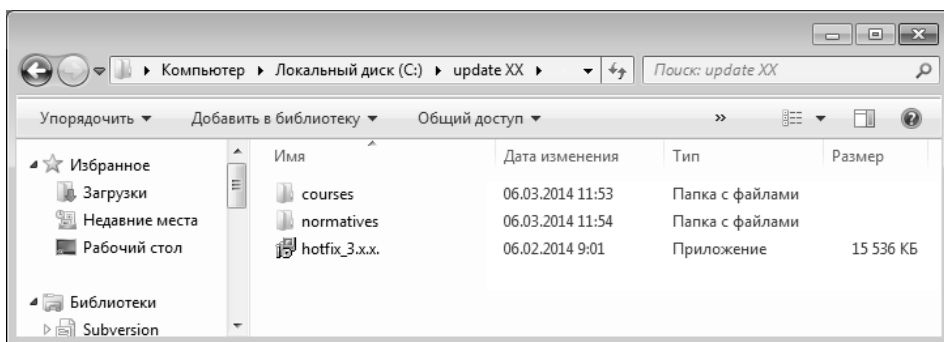 Компьютер ▸ Локальный диск (C:) ▸ update XX ▸ Поиск: update XX
Упорядочить ▾ Добавить в библиотеку ▾ Общий доступ ▾ »
Имя Дата изменения Тип Размер
Избранное
Загрузки courses 06.03.2014 11:53 Папка с файлами
Недавние места normatives 06.03.2014 11:54 Папка с файлами
Рабочий стол hotfix_3.x.x. 06.02.2014 9:01 Приложение 15 536 КБ
Библиотеки
Subversion